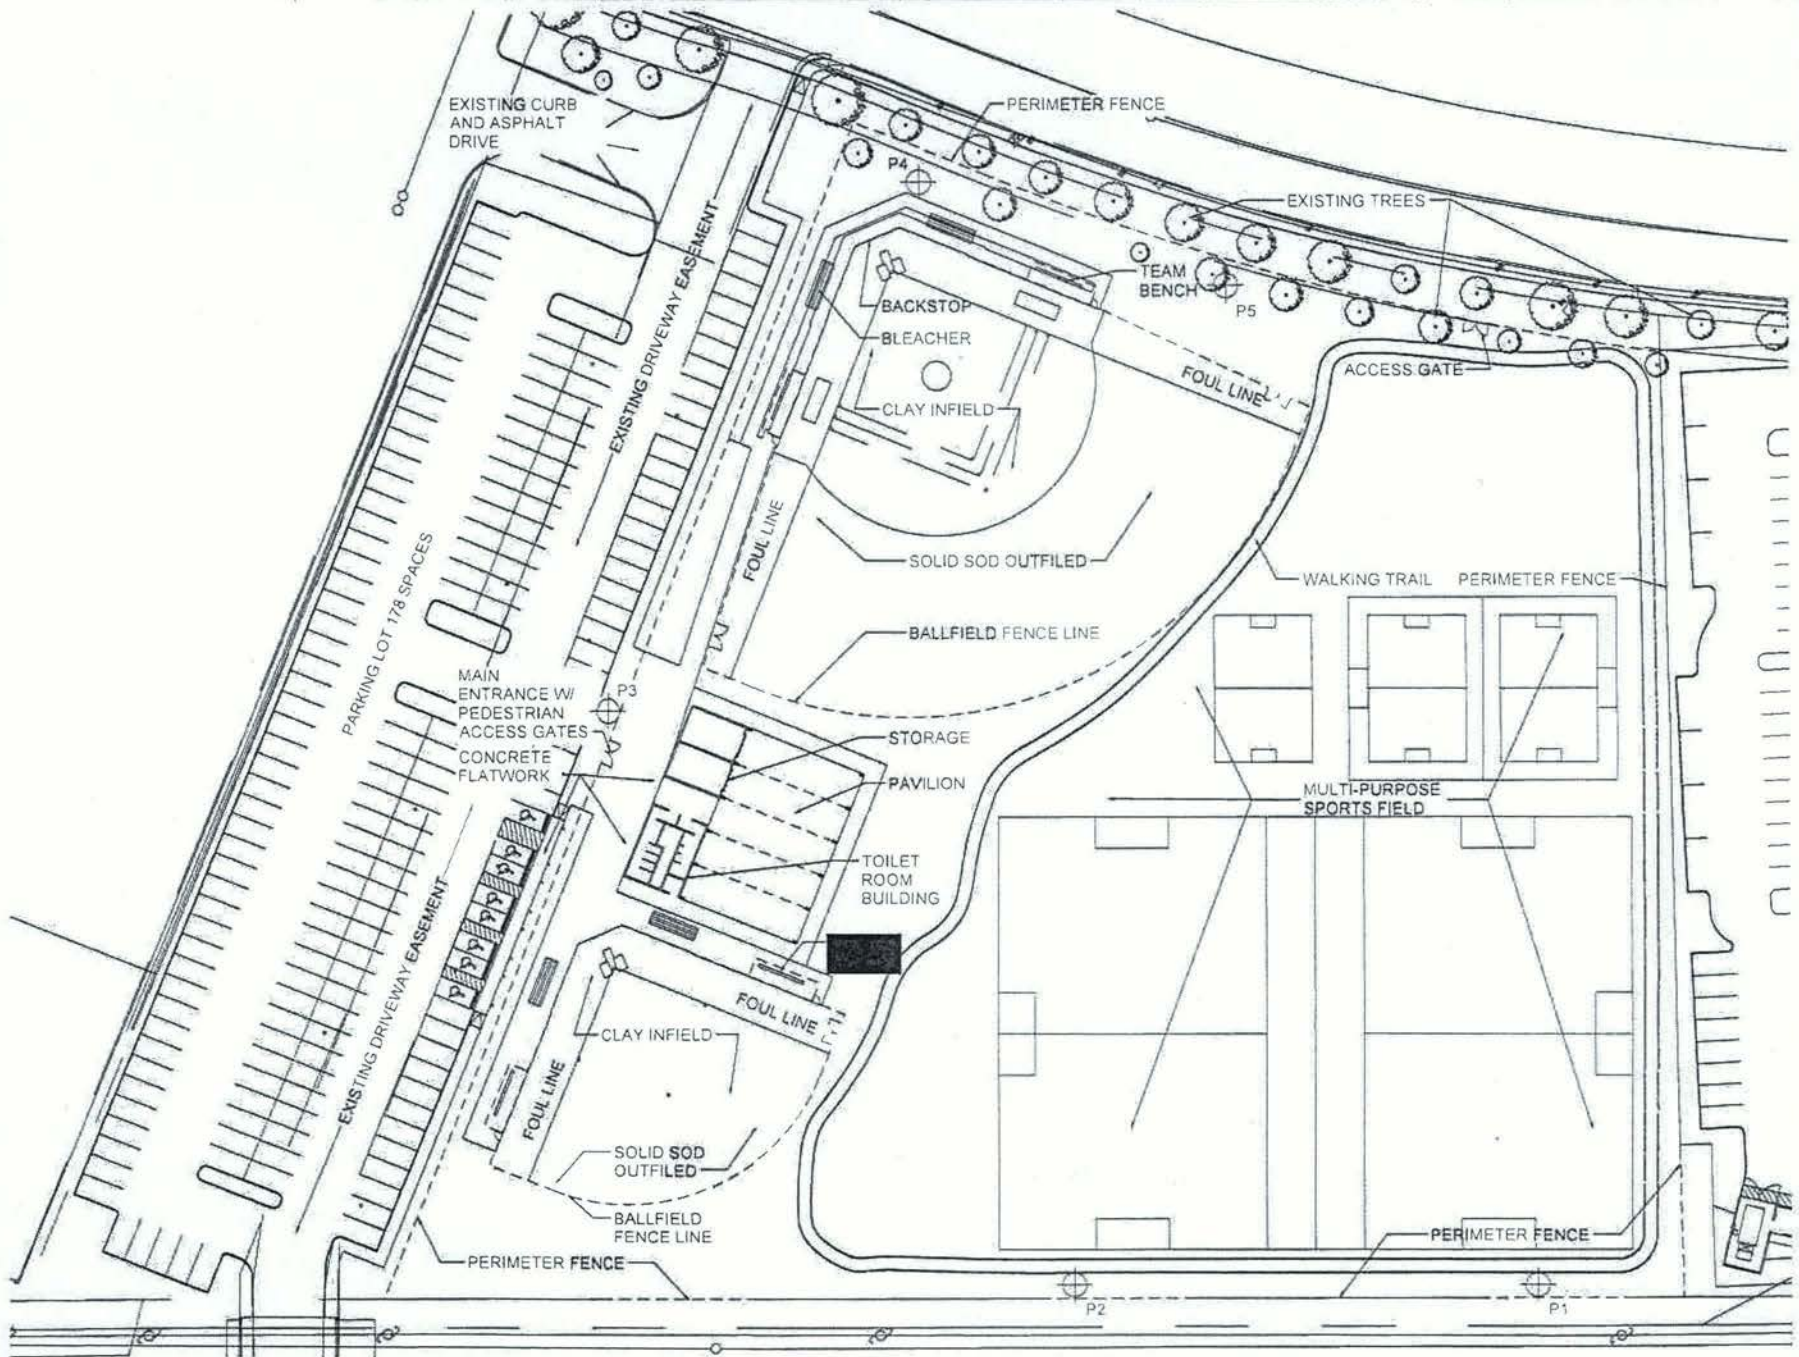 EXISTING CURB
AND ASPHALT
DRIVE
PERIMETER FENCE
P4
EXISTING TREES
EXISTING DRIVEWAY EASEMENT
TEAM
BENCH
P5
BACKSTOP
BLEACHER
ACCESS GATE
FOUL LINE
CLAY INFIELD
FOUL LINE
SOLID SOD OUTFILED
WALKING TRAIL
PERIMETER FENCE
PARKING LOT 178 SPACES
BALLFIELD FENCE LINE
MAIN
ENTRANCE W/
PEDESTRIAN
ACCESS GATES
P3
CONCRETE
FLATWORK
STORAGE
PAVILION
MULTI-PURPOSE
SPORTS FIELD
TOILET
ROOM
BUILDING
EXISTING DRIVEWAY EASEMENT
FOUL LINE
CLAY INFIELD
FOUL LINE
SOLID SOD
OUTFILED
BALLFIELD
FENCE LINE
PERIMETER FENCE
PERIMETER FENCE
P2
P1